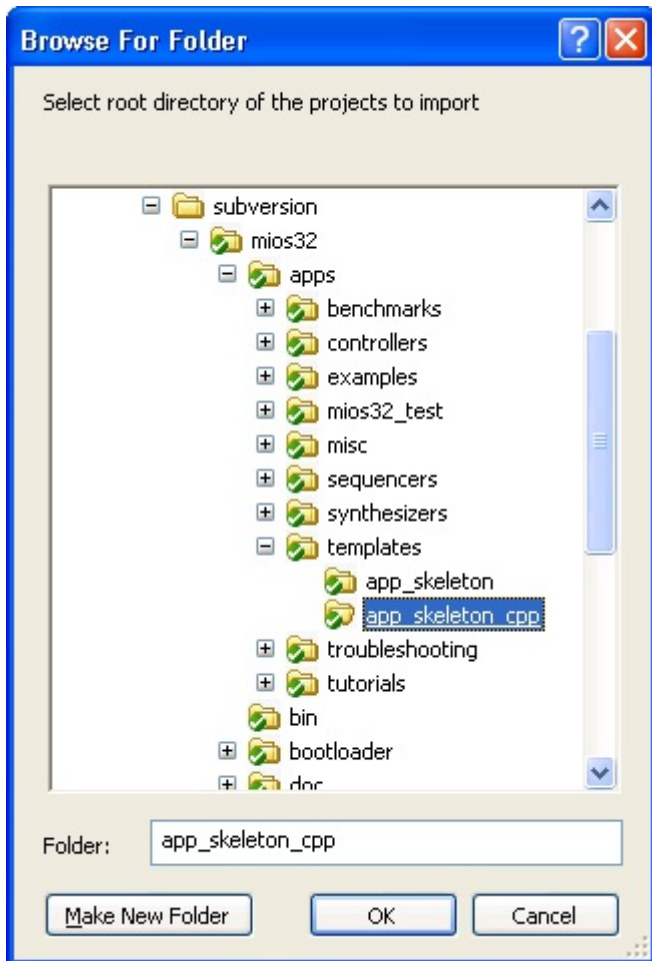 Browse For Folder
Select root directory of the projects to import
subversion
mios32
apps
benchmarks
controllers
examples
mios32_test
misc
sequencers
synthesizers
templates
app_skeleton
app_skeleton_cpp
troubleshooting
tutorials
bin
bootloader
doc
Folder: app_skeleton_cpp
Make New Folder OK Cancel